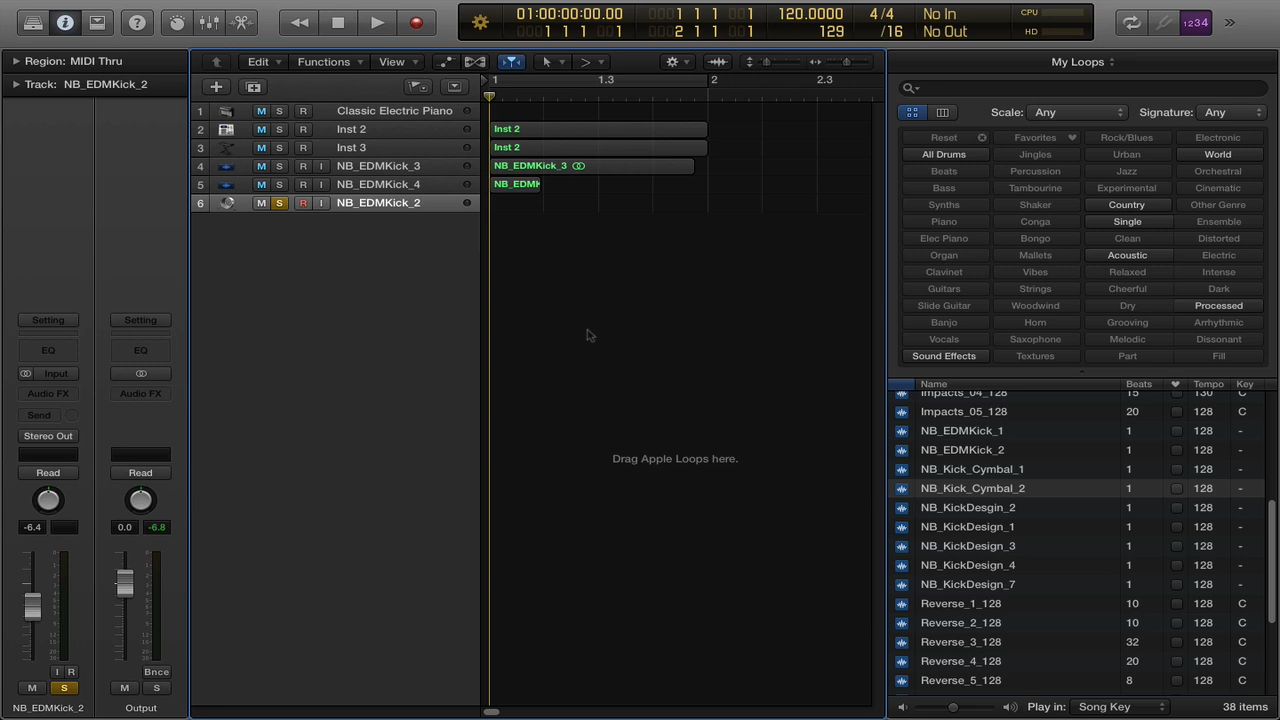 01:00:00:00.00 0001 1 1 1 120.0000 4/4 No In CPU
1 1 1 1 0002 1 1 1 129 /16 No Out HD
1234
Region: MIDI Thru
Edit Functions View
My Loops
Track: NB_EDMKick_2
1 1.3 2 2.3
Scale: Any Signature: Any
1 M S R Classic Electric Piano
2 M S R Inst 2 Inst 2
3 M S R Inst 3 Inst 2
4 M S R I NB_EDMKick_3 NB_EDMKick_3
5 M S R I NB_EDMKick_4 NB_EDMK
6 M S R I NB_EDMKick_2
Reset Favorites Rock/Blues Electronic
All Drums Jingles Urban World
Beats Percussion Jazz Orchestral
Bass Tambourine Experimental Cinematic
Synths Shaker Country Other Genre
Piano Conga Single Ensemble
Elec Piano Bongo Clean Distorted
Organ Mallets Acoustic Electric
Clavinet Vibes Relaxed Intense
Guitars Strings Cheerful Dark
Slide Guitar Woodwind Dry Processed
Banjo Horn Grooving Arrhythmic
Vocals Saxophone Melodic Dissonant
Sound Effects Textures Part Fill
Setting Setting
EQ EQ
Input
Audio FX Audio FX
Send
Stereo Out
Read Read
-6.4 0.0 -6.8
I R Bnce
M S M S
NB_EDMKick_2 Output
Drag Apple Loops here.
Name Beats Tempo Key
Impacts_04_128 15 130 C
Impacts_05_128 20 128 C
NB_EDMKick_1 1 128 -
NB_EDMKick_2 1 128 -
NB_Kick_Cymbal_1 1 128 -
NB_Kick_Cymbal_2 1 128 -
NB_KickDesgin_2 1 128 -
NB_KickDesign_1 1 128 -
NB_KickDesign_3 1 128 -
NB_KickDesign_4 1 128 -
NB_KickDesign_7 1 128 -
Reverse_1_128 10 128 C
Reverse_2_128 10 128 C
Reverse_3_128 32 128 C
Reverse_4_128 20 128 C
Reverse_5_128 8 128 C
Play in: Song Key 38 items